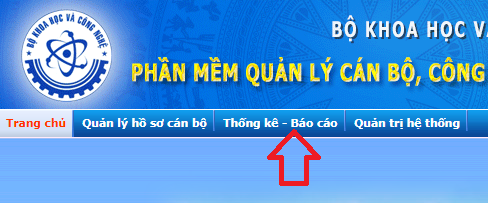 BỘ KHOA HỌC VÀ CÔNG NGHỆ
BỘ KHOA HỌC
PHẦN MỀM QUẢN LÝ CÁN BỘ, CÔNG
Trang chủ Quản lý hồ sơ cán bộ Thống kê - Báo cáo Quản trị hệ thống